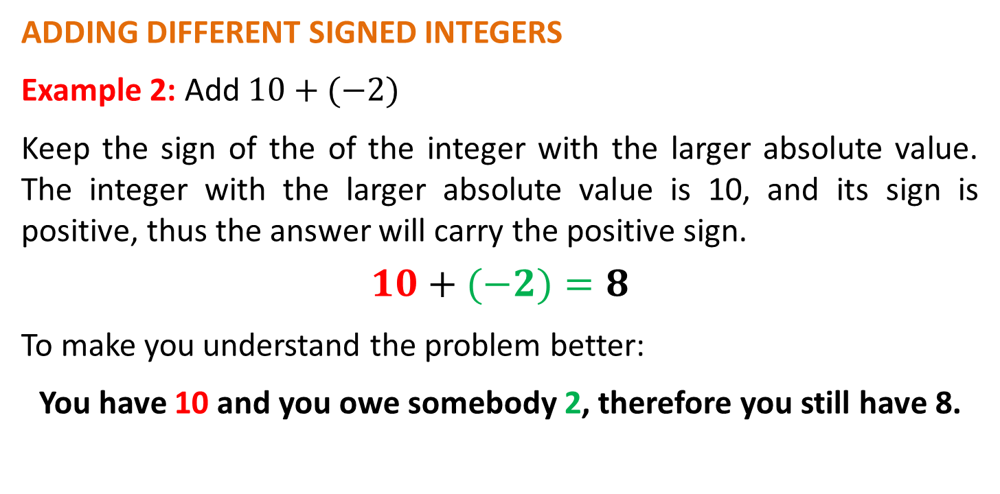 ADDING DIFFERENT SIGNED INTEGERS
Example 2: Add 10 + (−2)
Keep the sign of the of the integer with the larger absolute value.
The integer with the larger absolute value is 10, and its sign is
positive, thus the answer will carry the positive sign.
10 + (−2) = 8
To make you understand the problem better:
You have 10 and you owe somebody 2, therefore you still have 8.